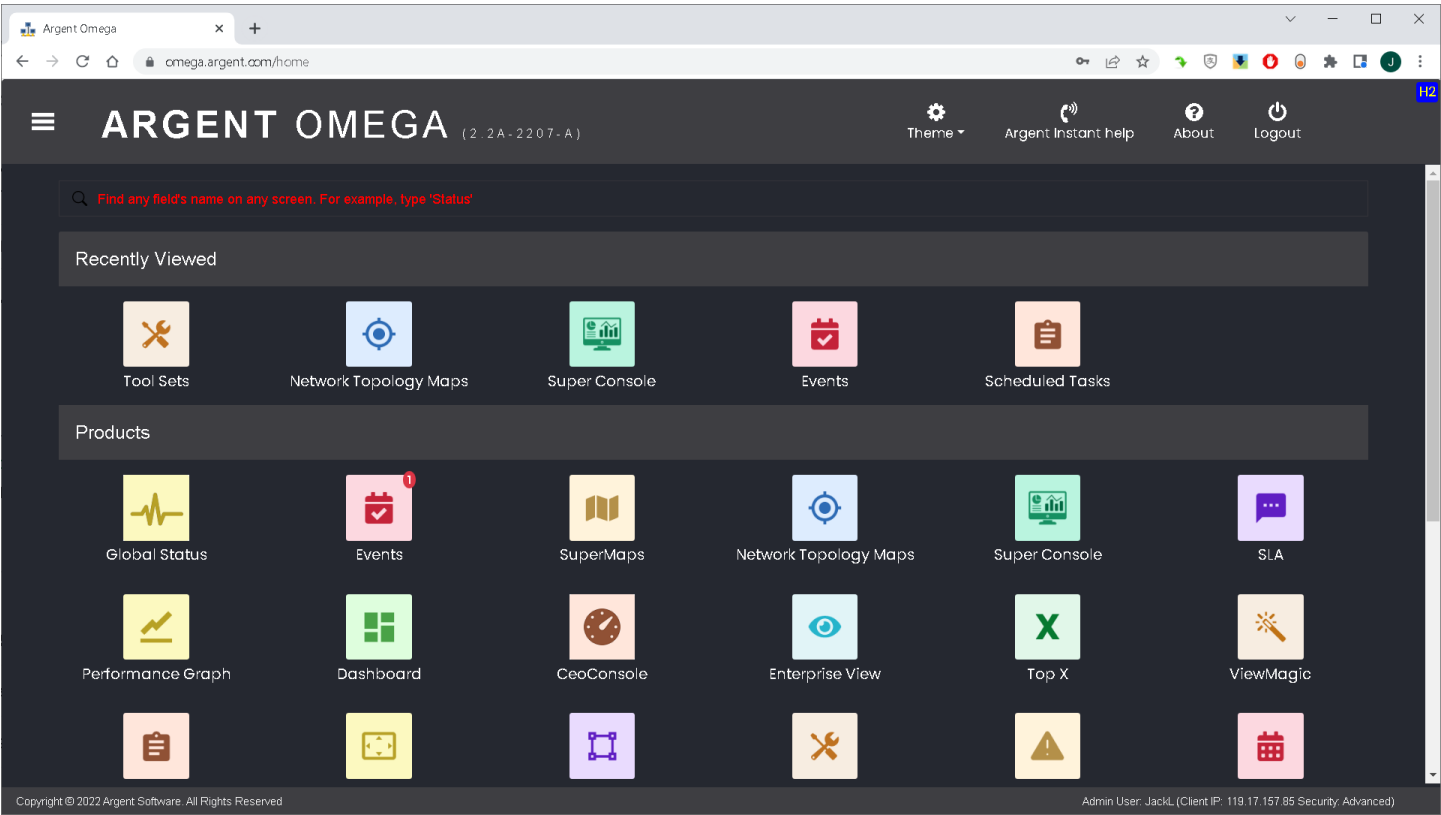 Argent Omega
omega.argent.com/home
J
H2
ARGENT OMEGA (2.2A-2207-A)
Theme
Argent Instant help
About
Logout
Find any field's name on any screen. For example, type 'Status'
Recently Viewed
Tool Sets
Network Topology Maps
Super Console
Events
Scheduled Tasks
Products
1
Global Status
Events
SuperMaps
Network Topology Maps
Super Console
SLA
X
Performance Graph
Dashboard
CeoConsole
Enterprise View
Top X
ViewMagic
Copyright © 2022 Argent Software. All Rights Reserved
Admin User: JackL (Client IP: 119.17.157.85 Security: Advanced)